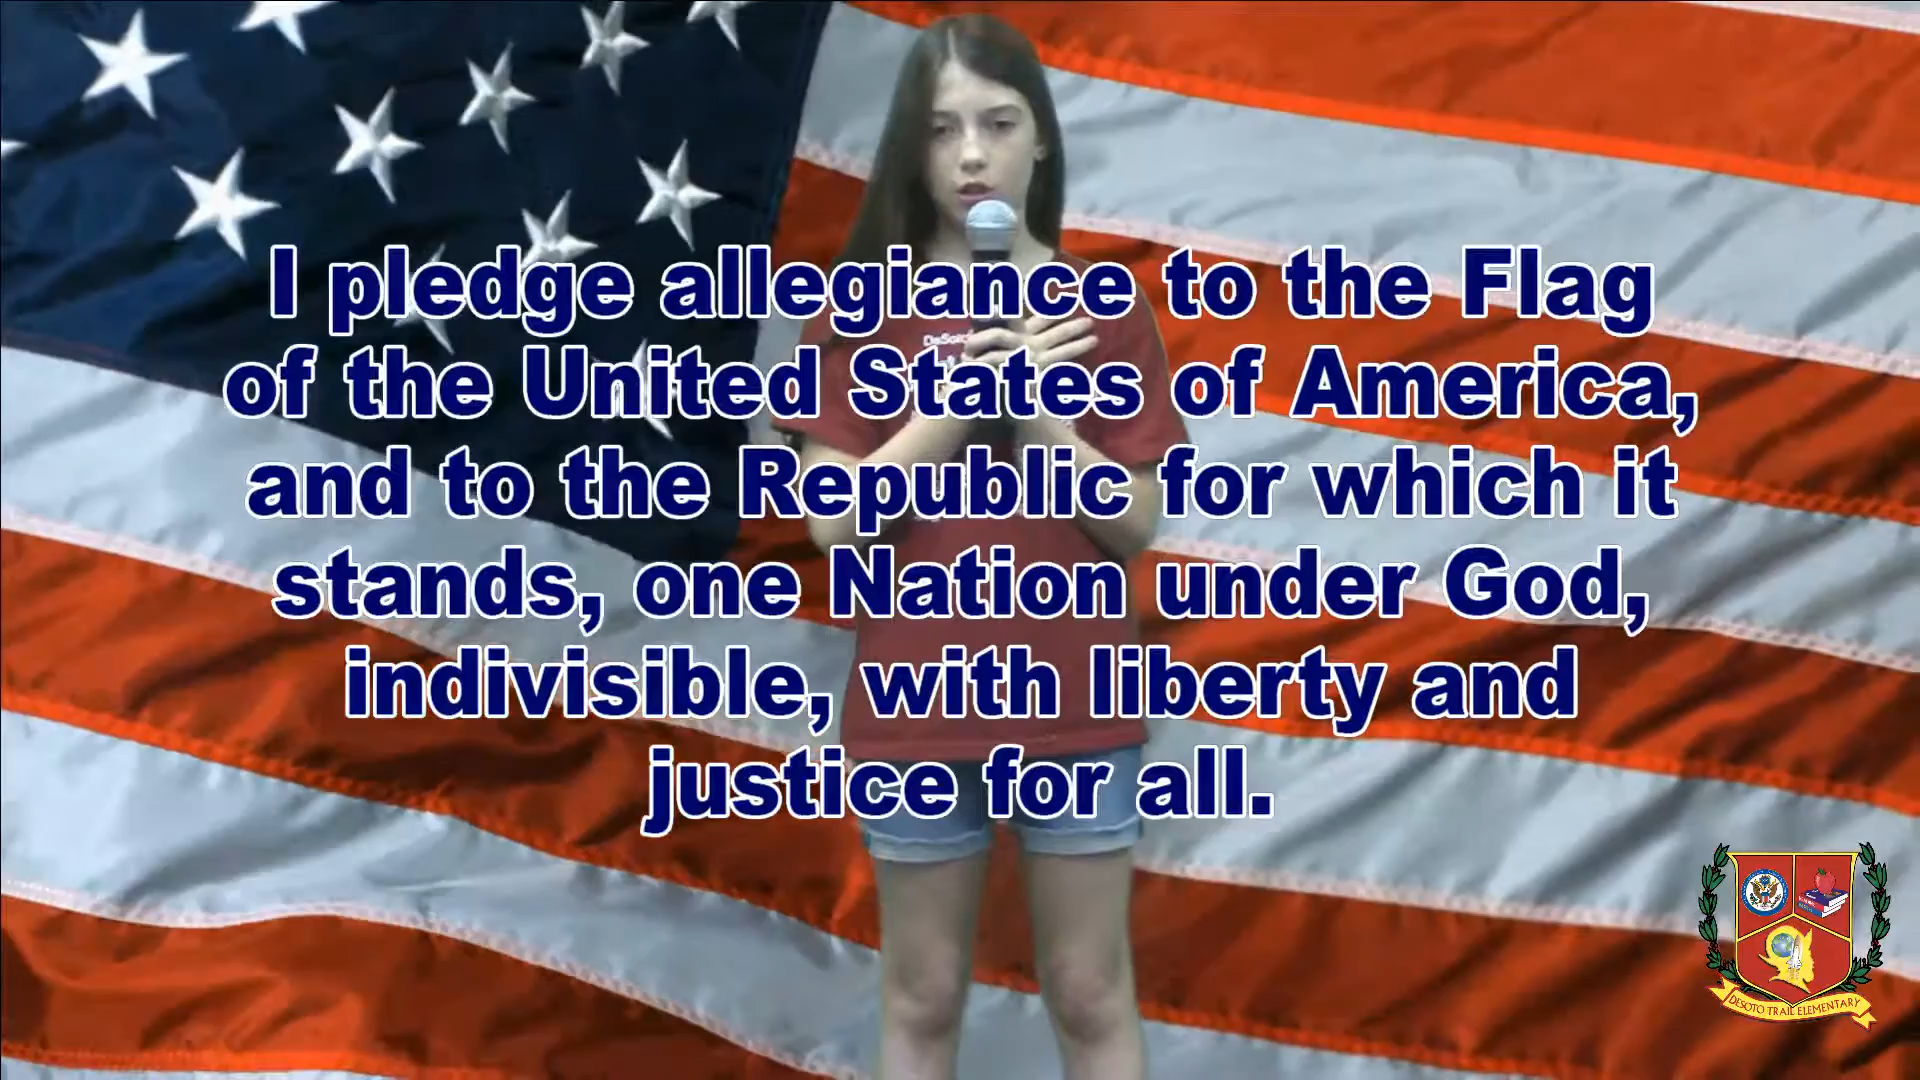 I pledge allegiance to the Flag
of the United States of America,
and to the Republic for which it
stands, one Nation under God,
indivisible, with liberty and
justice for all.
DESOTO TRAIL ELEMENTARY